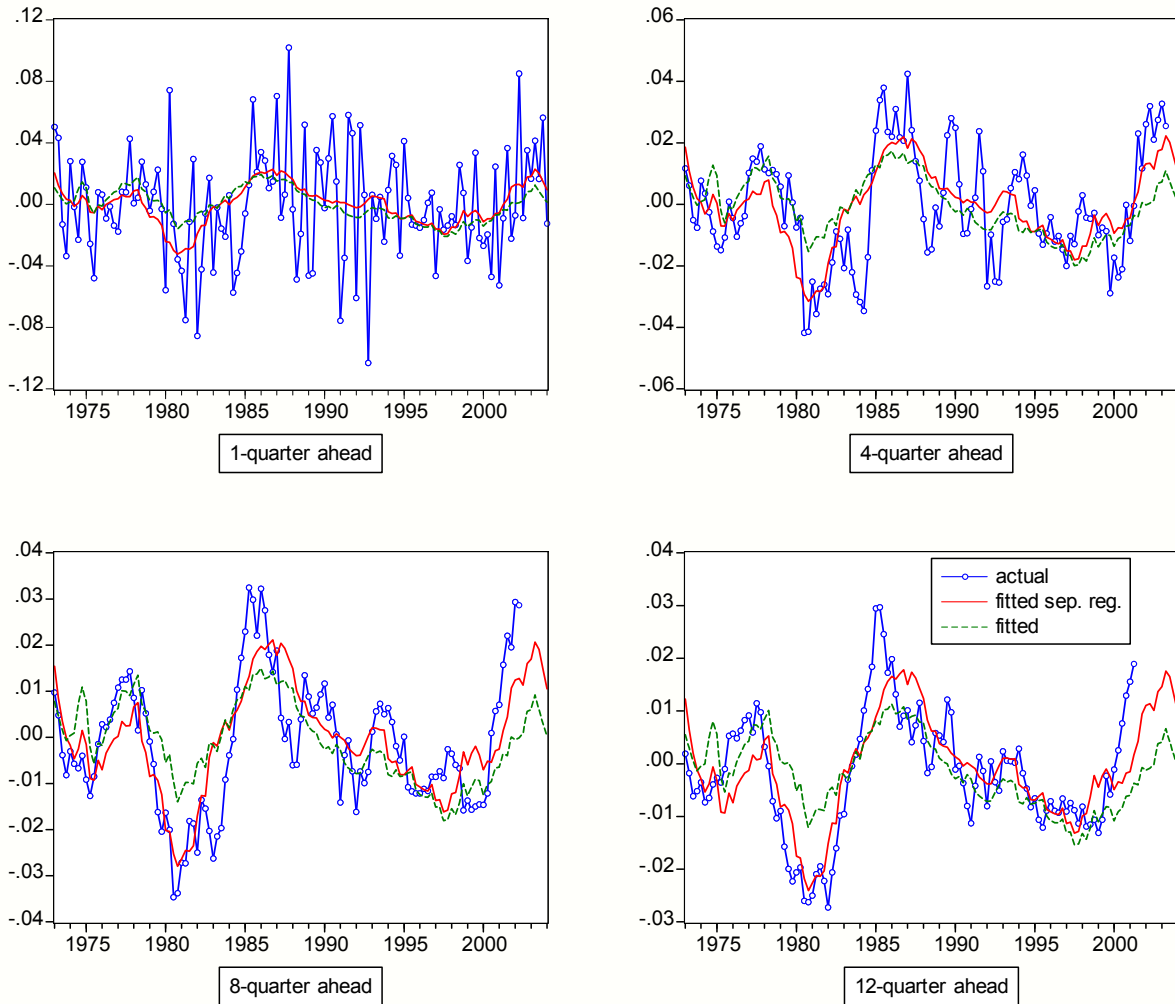 .12
.08
.04
.00
-.04
-.08
-.12
1975 1980 1985 1990 1995 2000
1-quarter ahead
.06
.04
.02
.00
-.02
-.04
-.06
1975 1980 1985 1990 1995 2000
4-quarter ahead
.04
.03
.02
.01
.00
-.01
-.02
-.03
-.04
1975 1980 1985 1990 1995 2000
8-quarter ahead
.04
.03
.02
.01
.00
-.01
-.02
-.03
1975 1980 1985 1990 1995 2000
actual
fitted sep. reg.
fitted
12-quarter ahead